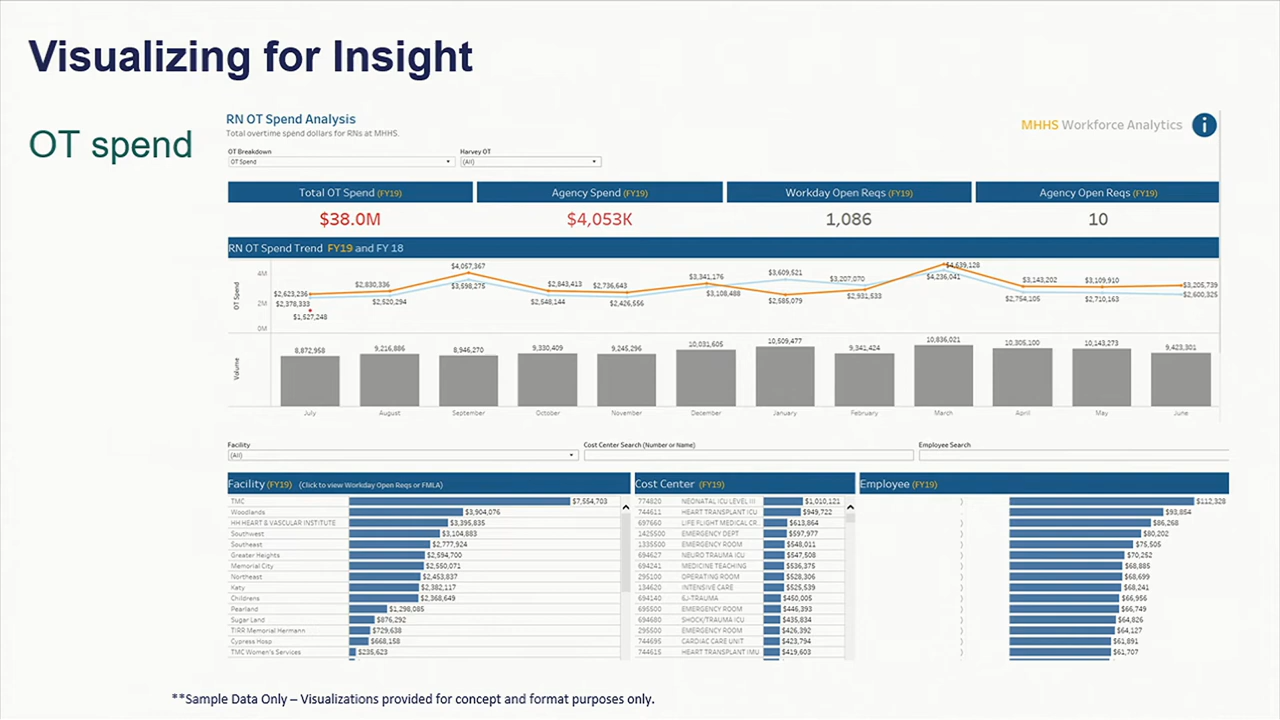 Visualizing for Insight
OT spend
RN OT Spend Analysis
Total overtime spend dollars for RNs at MHHS.
MHHS Workforce Analytics i
OT Breakdown
OT Spend
Harvey OT
(All)
Total OT Spend (FY19)
$38.0M
Agency Spend (FY19)
$4,053K
Workday Open Reqs (FY19)
1,086
Agency Open Reqs (FY19)
10
RN OT Spend Trend FY19 and FY 18
OT Spend
4M
2M
0M
$2,623,236
$2,378,333
$1,527,248
$2,830,336
$2,520,294
$4,057,367
$3,598,275
$2,843,413
$2,548,144
$2,736,643
$2,426,556
$3,341,176
$3,108,488
$3,609,521
$2,585,079
$3,207,070
$2,931,533
$4,639,128
$4,236,041
$3,143,202
$2,754,105
$3,109,910
$2,710,163
$3,205,739
$2,600,325
Volume
8,872,958
9,216,886
8,946,270
9,330,409
9,245,296
10,031,605
10,509,477
9,341,424
10,836,021
10,305,100
10,143,273
9,423,301
July
August
September
October
November
December
January
February
March
April
May
June
Facility
(All)
Cost Center Search (Number or Name)
Employee Search
Facility (FY19) (Click to view Workday Open Reqs or FMLA)
TMC $7,554,703
Woodlands $3,904,076
HH HEART & VASCULAR INSTITUTE $3,395,835
Southwest $3,104,883
Southeast $2,777,924
Greater Heights $2,594,700
Memorial City $2,550,071
Northeast $2,453,837
Katy $2,382,117
Childrens $2,368,649
Pearland $1,298,085
Sugar Land $876,292
TIRR Memorial Hermann $729,638
Cypress Hosp $668,158
TMC Women's Services $235,623
Cost Center (FY19)
774820 NEONATAL ICU LEVEL III $1,010,121
744611 HEART TRANSPLANT ICU $949,722
697660 LIFE FLIGHT MEDICAL CR.. $613,864
1425500 EMERGENCY DEPT $597,977
1335500 EMERGENCY ROOM $548,011
694627 NEURO TRAUMA ICU $547,508
694241 MEDICINE TEACHING $536,375
295100 OPERATING ROOM $528,306
134620 INTENSIVE CARE $525,539
694140 6J-TRAUMA $450,005
695500 EMERGENCY ROOM $446,393
694680 SHOCK/TRAUMA ICU $435,834
295500 EMERGENCY ROOM $426,392
744695 CARDIAC CARE UNIT $423,794
744615 HEART TRANSPLANT IMU $419,603
Employee (FY19)
) $112,328
) $93,854
) $86,268
) $80,202
) $75,505
) $70,252
) $68,885
) $68,699
) $68,241
) $66,956
) $66,749
) $64,826
) $64,127
) $61,891
) $61,707
**Sample Data Only – Visualizations provided for concept and format purposes only.